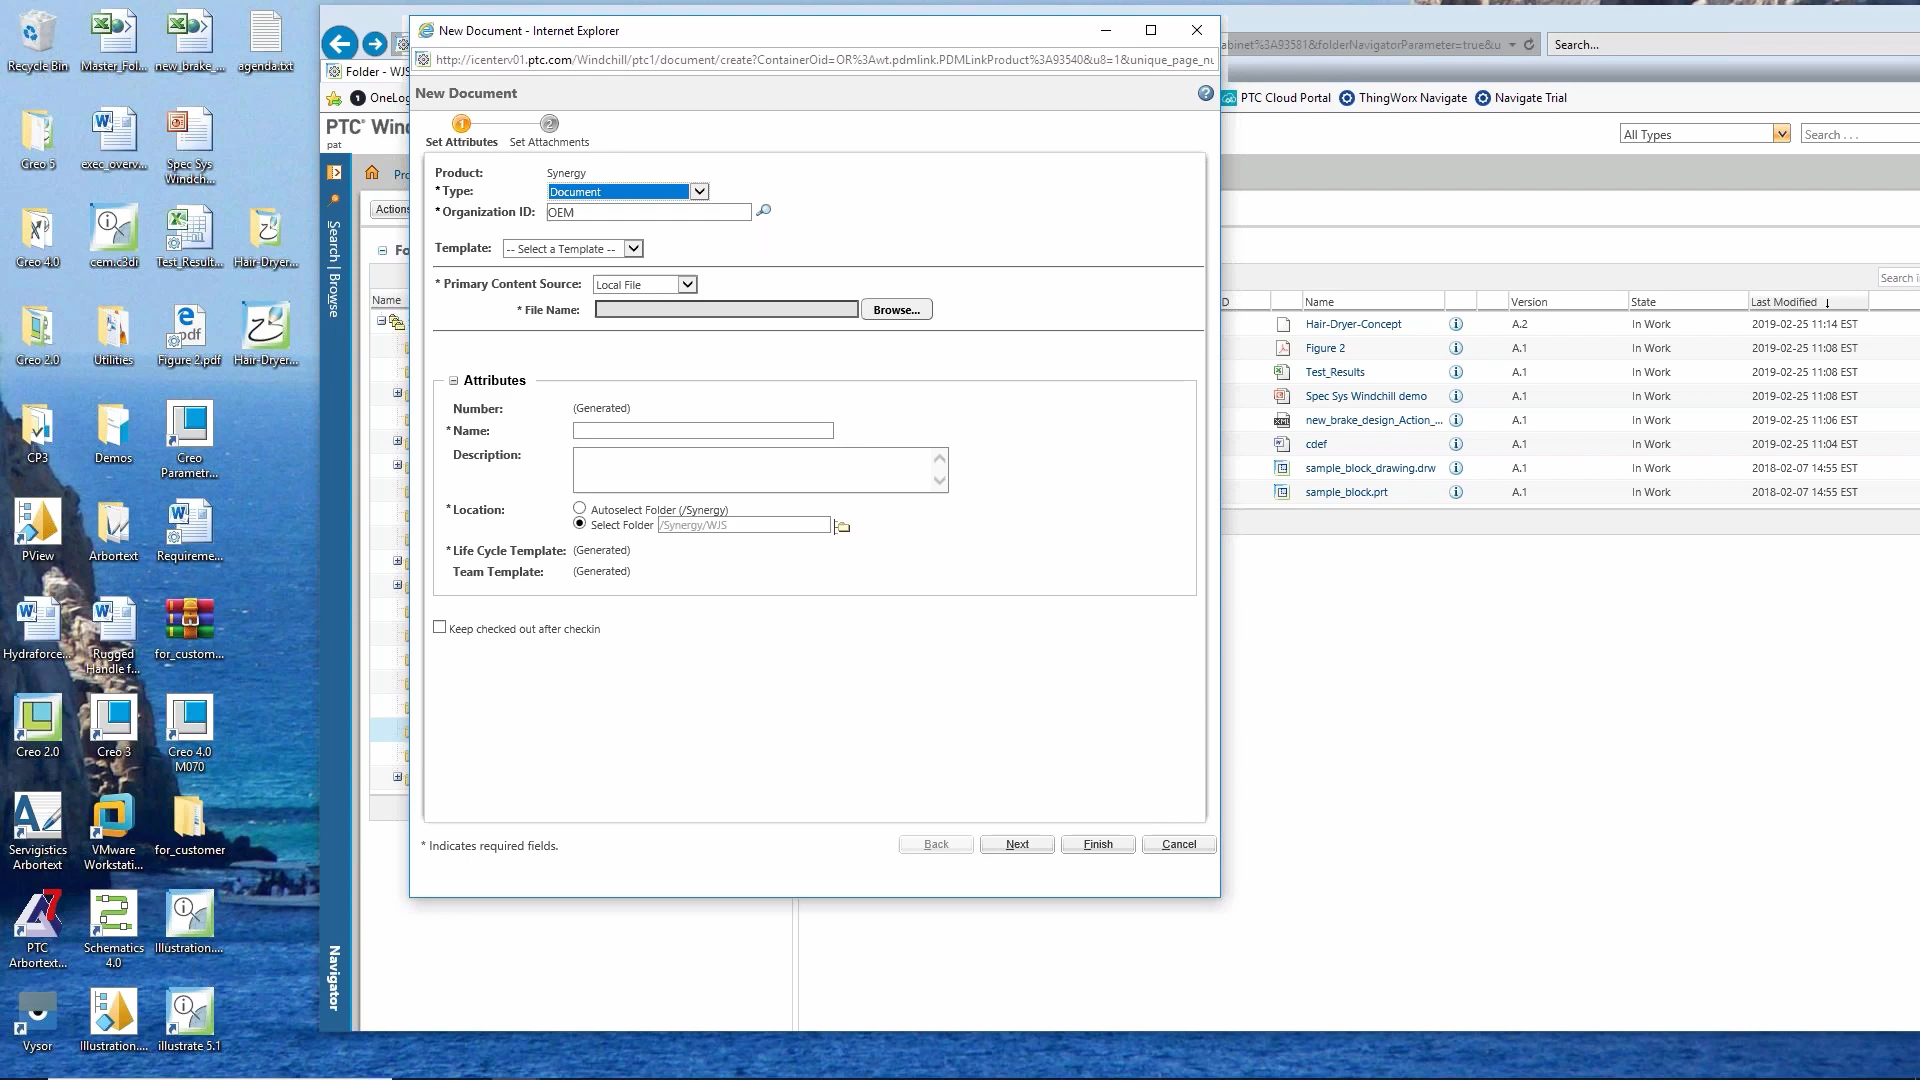 Recycle Bin
Master_Fol...
new_brake_...
agenda.txt
Creo 5
exec_overv...
Spec Sys
Windch...
Creo 4.0
cem.c3di
Test_Result...
Hair-Dryer...
Creo 2.0
Utilities
Figure 2.pdf
Hair-Dryer...
CP3
Demos
Creo
Parametr...
PView
Arbortext
Requireme...
Hydraforce...
Rugged
Handle f...
for_custom...
Creo 2.0
Creo 3
Creo 4.0
M070
Servigistics
Arbortext
VMware
Workstati...
for_customer
PTC
Arbortext...
Schematics
4.0
Illustration....
Vysor
Illustration....
illustrate 5.1
New Document - Internet Explorer
http://icenterv01.ptc.com/Windchill/ptc1/document/create?ContainerOid=OR%3Awt.pdmlink.PDMLinkProduct%3A93540&u8=1&unique_page_nu
abinet%3A93581&folderNavigatorParameter=true&u
Search...
Folder - WJS
OneLog
PTC Cloud Portal
ThingWorx Navigate
Navigate Trial
PTC Wind
pat
All Types
Search . . .
Search | Browse
Navigator
Pro
Actions
Fo
Name
New Document
1
2
Set Attributes
Set Attachments
Product: Synergy
* Type: Document
* Organization ID: OEM
Template: -- Select a Template --
* Primary Content Source: Local File
* File Name: Browse...
Attributes
Number: (Generated)
* Name:
Description:
* Location: Autoselect Folder (/Synergy)
Select Folder /Synergy/WJS
* Life Cycle Template: (Generated)
Team Template: (Generated)
Keep checked out after checkin
* Indicates required fields.
Back Next Finish Cancel
Search i
D Name Version State Last Modified
Hair-Dryer-Concept A.2 In Work 2019-02-25 11:14 EST
Figure 2 A.1 In Work 2019-02-25 11:08 EST
Test_Results A.1 In Work 2019-02-25 11:08 EST
Spec Sys Windchill demo A.1 In Work 2019-02-25 11:08 EST
new_brake_design_Action_... A.1 In Work 2019-02-25 11:06 EST
cdef A.1 In Work 2019-02-25 11:04 EST
sample_block_drawing.drw A.1 In Work 2018-02-07 14:55 EST
sample_block.prt A.1 In Work 2018-02-07 14:55 EST